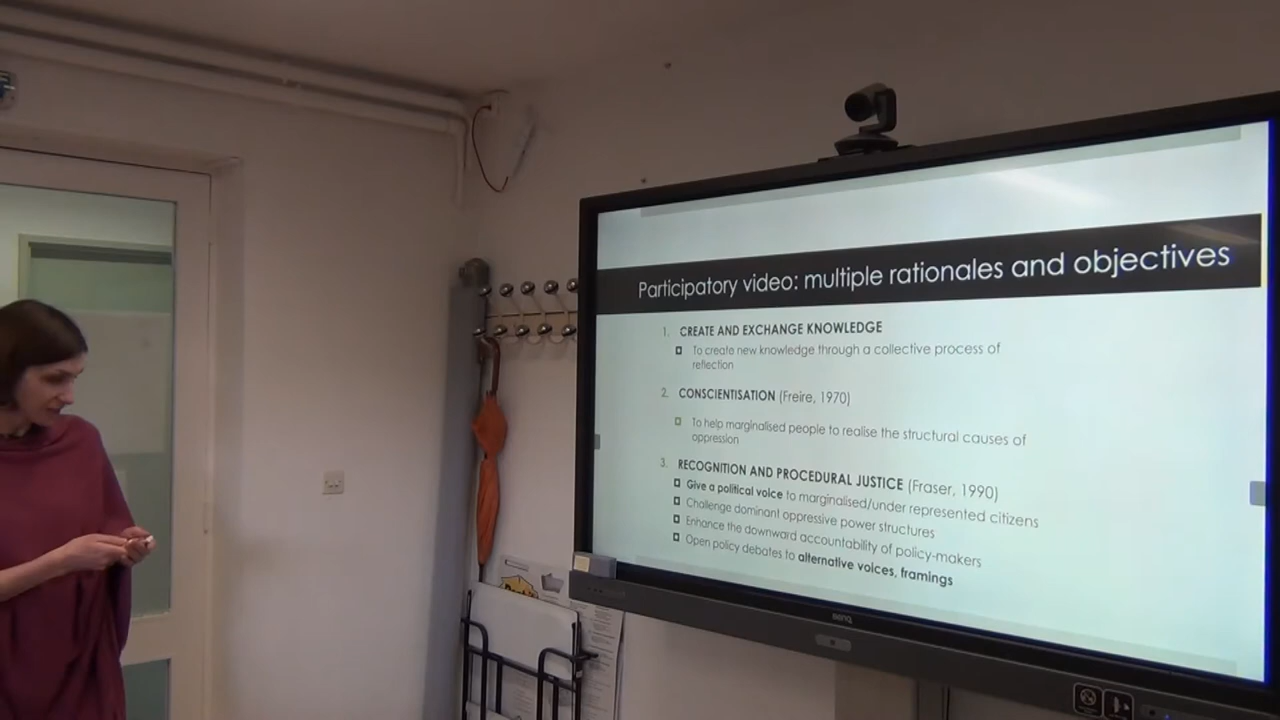 Participatory video: multiple rationales and objectives
1. CREATE AND EXCHANGE KNOWLEDGE
To create new knowledge through a collective process of
reflection
2. CONSCIENTISATION (Freire, 1970)
To help marginalised people to realise the structural causes of
oppression
3. RECOGNITION AND PROCEDURAL JUSTICE (Fraser, 1990)
Give a political voice to marginalised/under represented citizens
Challenge dominant oppressive power structures
Enhance the downward accountability of policy-makers
Open policy debates to alternative voices, framings
BenQ